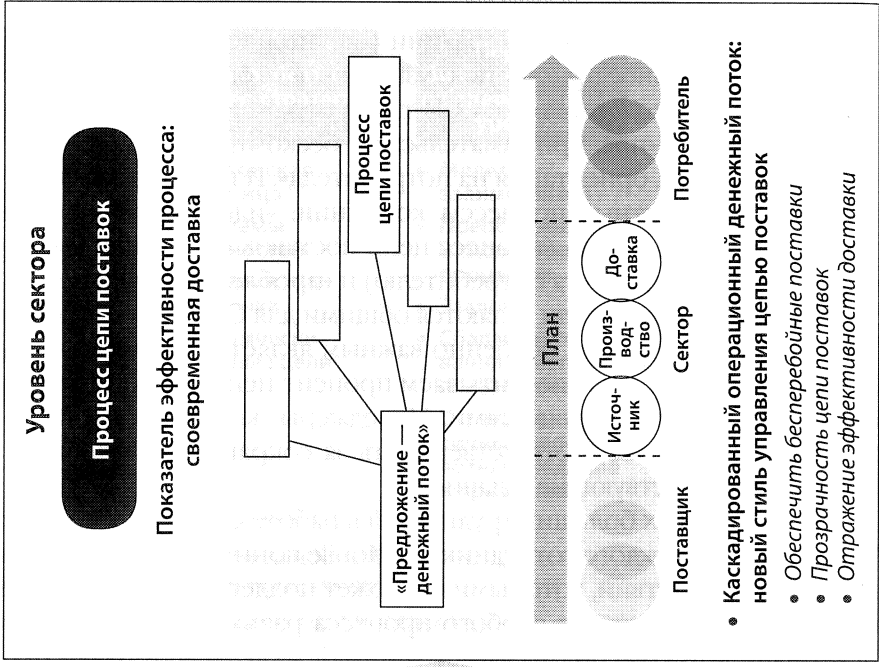 Уровень сектора
Процесс цепи поставок
Показатель эффективности процесса:
своевременная доставка
«Предложение —
денежный поток»
Процесс
цепи поставок
План
Источ-
ник
Произ-
вод-
ство
До-
ставка
Поставщик
Сектор
Потребитель
• Каскадированный операционный денежный поток:
новый стиль управления цепью поставок
• Обеспечить бесперебойные поставки
• Прозрачность цепи поставок
• Отражение эффективности доставки